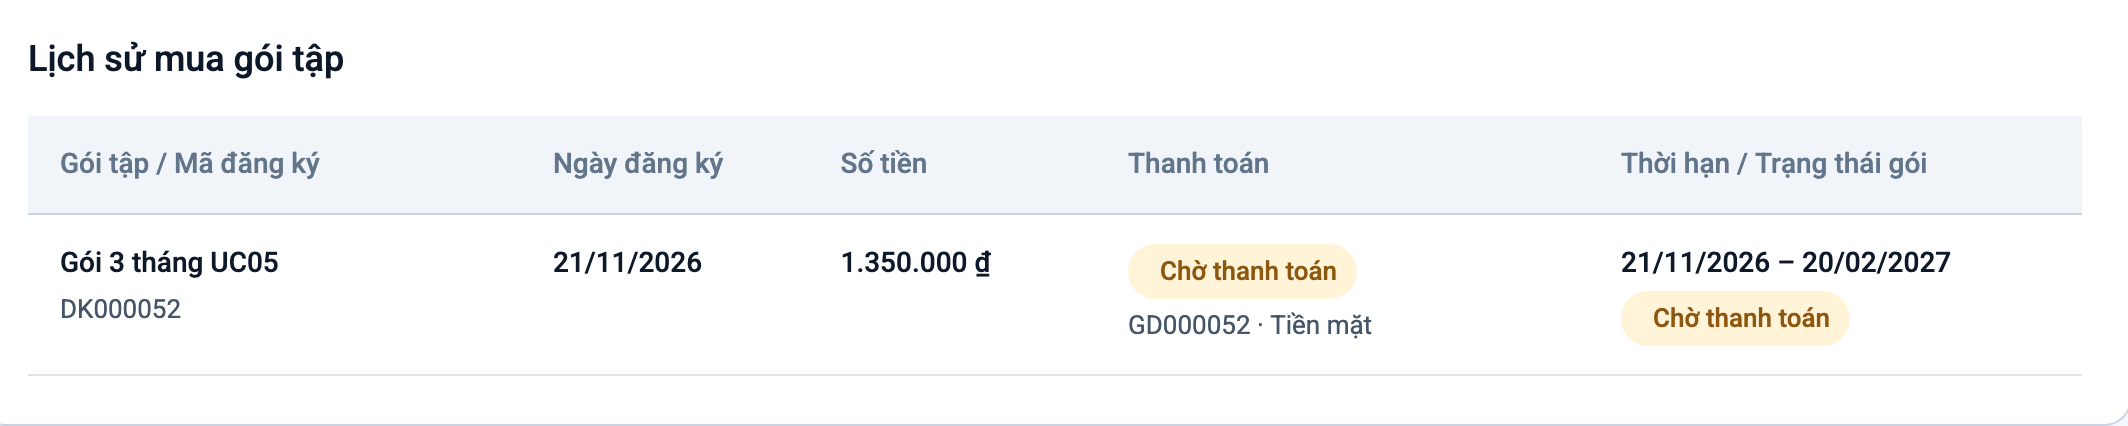 Lịch sử mua gói tập
Gói tập / Mã đăng ký
Ngày đăng ký
Số tiền
Thanh toán
Thời hạn / Trạng thái gói
Gói 3 tháng UC05
DK000052
21/11/2026
1.350.000 ₫
Chờ thanh toán
GD000052 · Tiền mặt
21/11/2026 – 20/02/2027
Chờ thanh toán